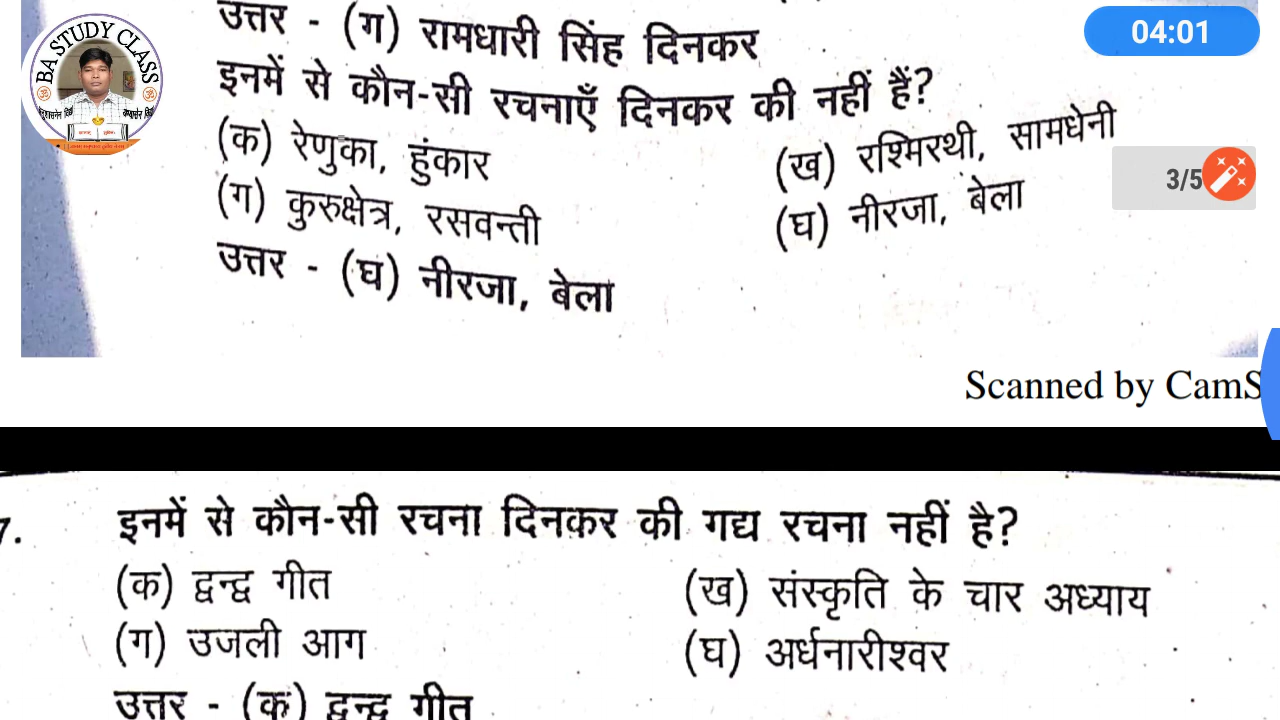 BA STUDY CLASS
04:01
उत्तर - (ग) रामधारी सिंह दिनकर
इनमें से कौन-सी रचनाएँ दिनकर की नहीं हैं?
(क) रेणुका, हुंकार (ख) रश्मिरथी, सामधेनी
3/5
(ग) कुरुक्षेत्र, रसवन्ती (घ) नीरजा, बेला
उत्तर - (घ) नीरजा, बेला
Scanned by CamS
7. इनमें से कौन-सी रचना दिनकर की गद्य रचना नहीं है?
(क) द्वन्द्व गीत (ख) संस्कृति के चार अध्याय
(ग) उजली आग (घ) अर्धनारीश्वर
उत्तर - (क) द्वन्द्व गीत